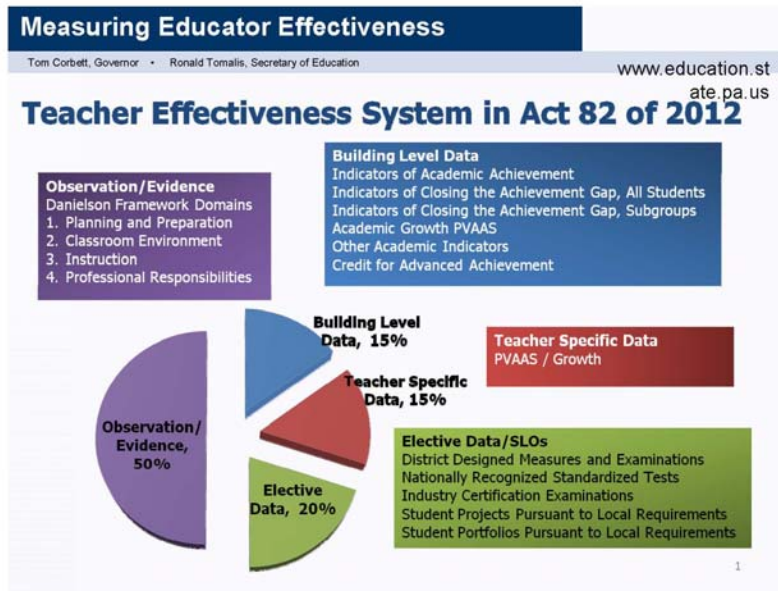 Measuring Educator Effectiveness
Tom Corbett, Governor • Ronald Tomalis, Secretary of Education
www.education.st
ate.pa.us
Teacher Effectiveness System in Act 82 of 2012
Observation/Evidence
Danielson Framework Domains
1. Planning and Preparation
2. Classroom Environment
3. Instruction
4. Professional Responsibilities
Building Level Data
Indicators of Academic Achievement
Indicators of Closing the Achievement Gap, All Students
Indicators of Closing the Achievement Gap, Subgroups
Academic Growth PVAAS
Other Academic Indicators
Credit for Advanced Achievement
Building Level
Data, 15%
Teacher Specific
Data, 15%
Observation/
Evidence,
50%
Elective
Data, 20%
Teacher Specific Data
PVAAS / Growth
Elective Data/SLOs
District Designed Measures and Examinations
Nationally Recognized Standardized Tests
Industry Certification Examinations
Student Projects Pursuant to Local Requirements
Student Portfolios Pursuant to Local Requirements
1